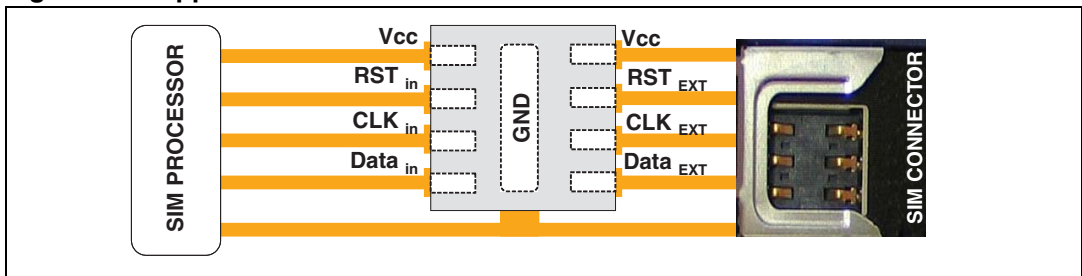 SIM PROCESSOR
Vcc
RST in
CLK in
Data in
GND
Vcc
RST EXT
CLK EXT
Data EXT
SIM CONNECTOR